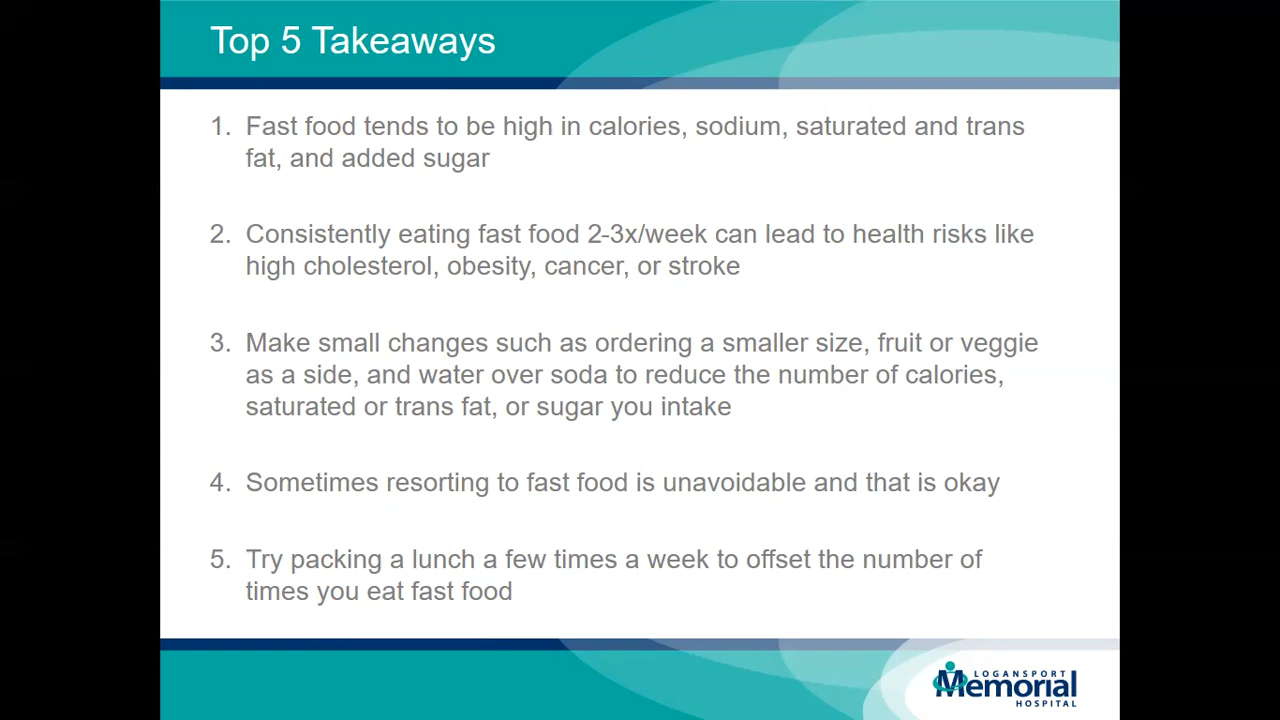 Top 5 Takeaways
1. Fast food tends to be high in calories, sodium, saturated and trans
fat, and added sugar
2. Consistently eating fast food 2-3x/week can lead to health risks like
high cholesterol, obesity, cancer, or stroke
3. Make small changes such as ordering a smaller size, fruit or veggie
as a side, and water over soda to reduce the number of calories,
saturated or trans fat, or sugar you intake
4. Sometimes resorting to fast food is unavoidable and that is okay
5. Try packing a lunch a few times a week to offset the number of
times you eat fast food
LOGANSPORT
Memorial
HOSPITAL